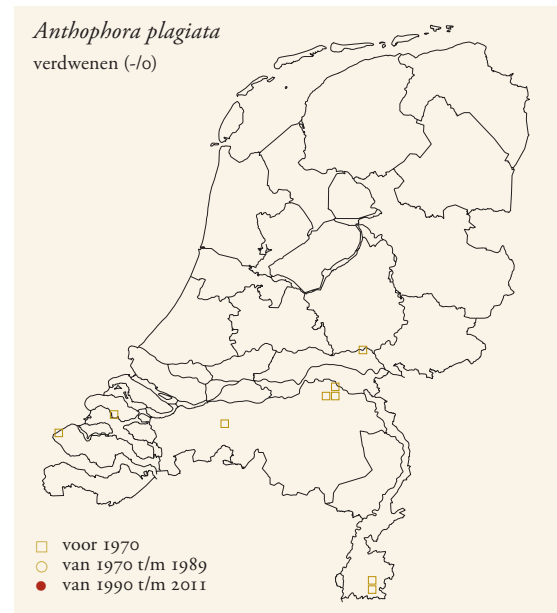 Anthophora plagiata
verdwenen (-/0)
voor 1970
van 1970 t/m 1989
van 1990 t/m 2011